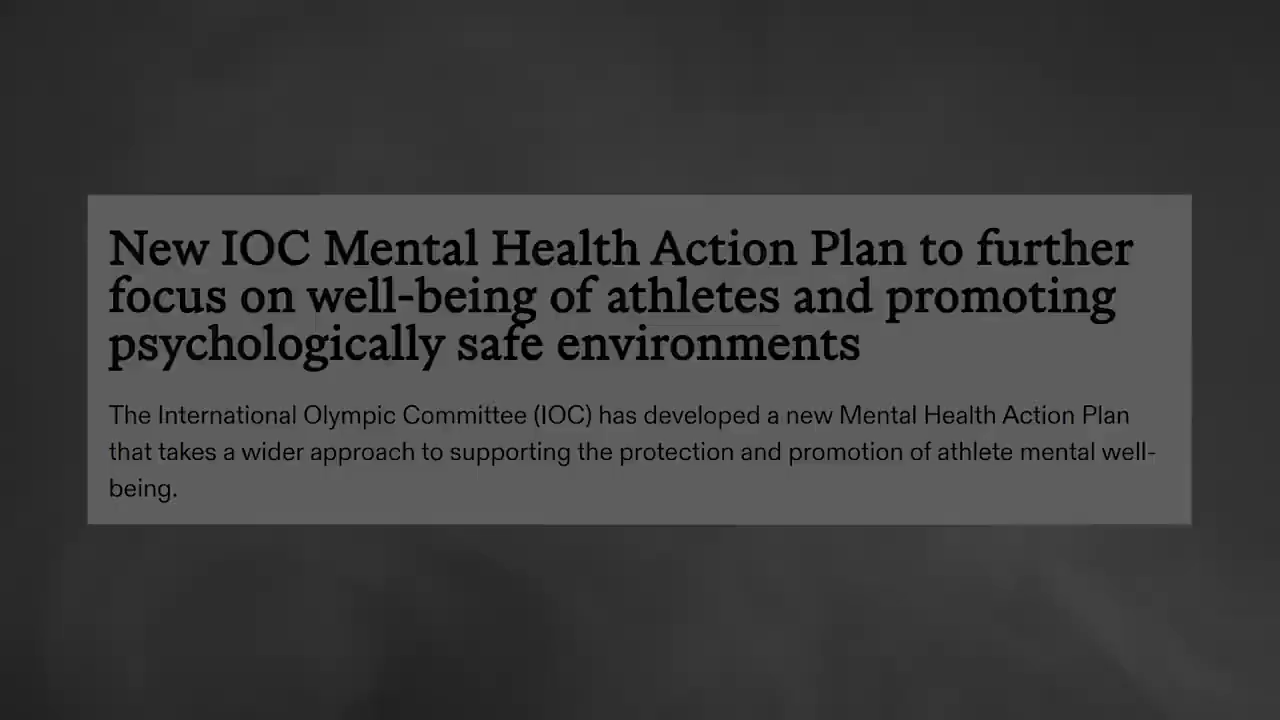 New IOC Mental Health Action Plan to further
focus on well-being of athletes and promoting
psychologically safe environments
The International Olympic Committee (IOC) has developed a new Mental Health Action Plan
that takes a wider approach to supporting the protection and promotion of athlete mental well-
being.